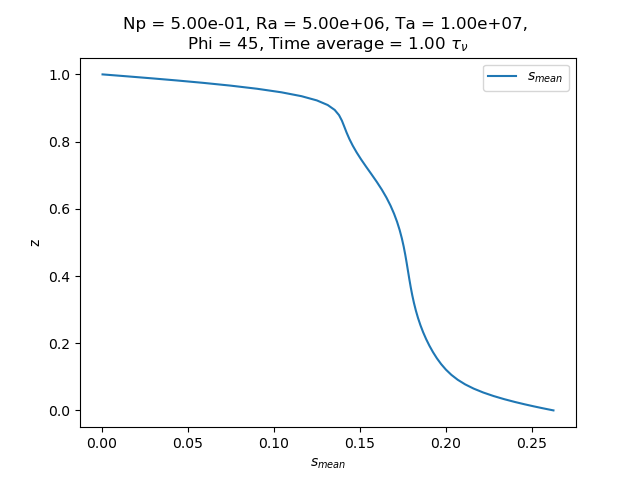 Np = 5.00e-01, Ra = 5.00e+06, Ta = 1.00e+07,
Phi = 45, Time average = 1.00 τν
s_mean
1.0
0.8
0.6
0.4
0.2
0.0
z
0.00 0.05 0.10 0.15 0.20 0.25
s_mean